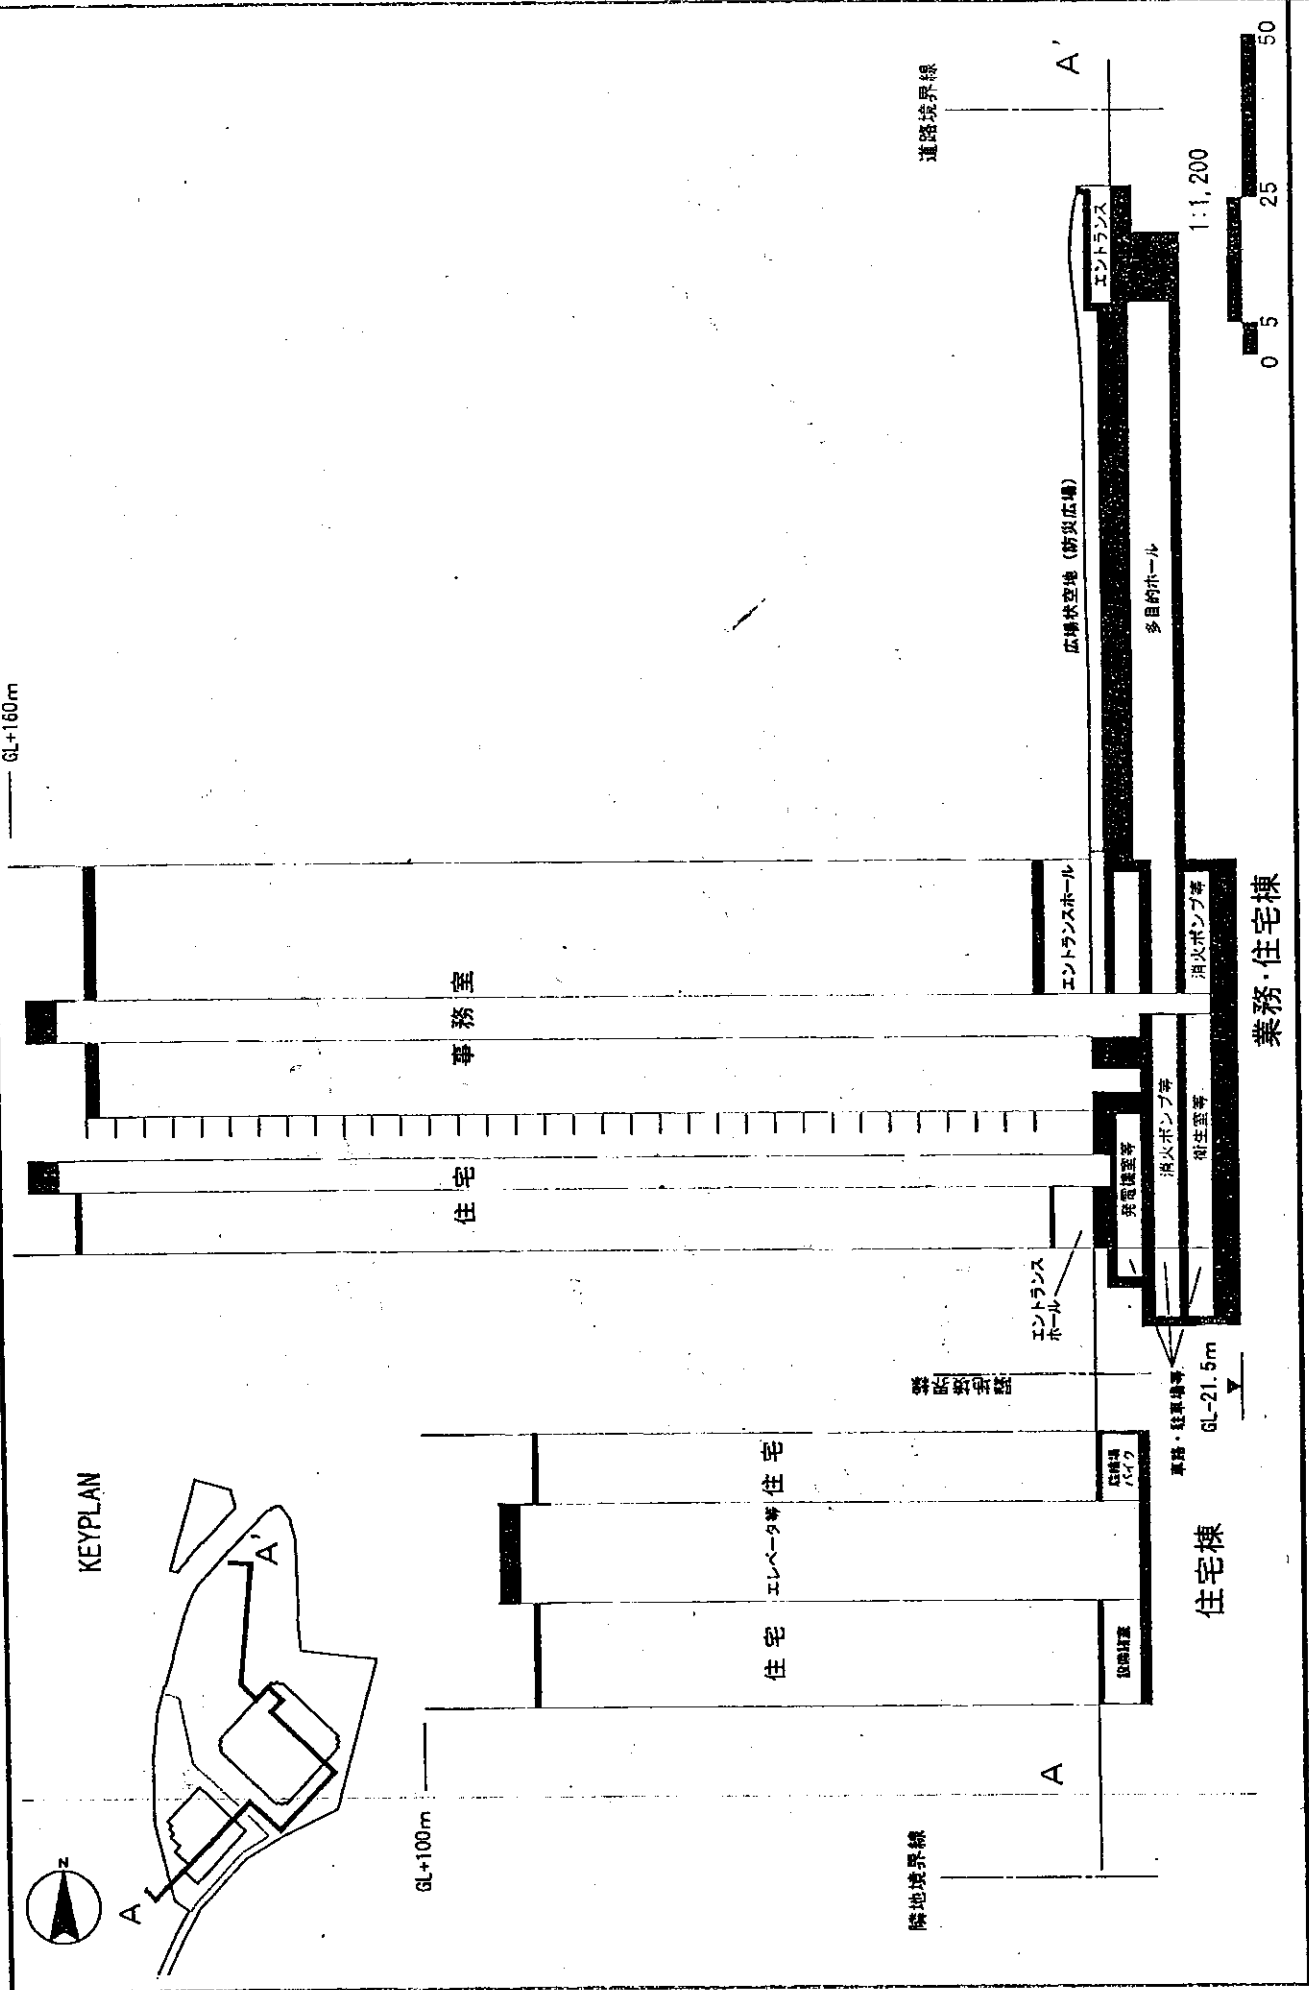 KEYPLAN
N
A
A'
GL+160m
GL+100m
隣地境界線
A
住宅
エレベータ等
住宅
設備諸室
駐輪場
バイク
住宅棟
車路・駐車場等
GL-21.5m
エントランス
ホール
住宅
事務室
エントランスホール
発電機室等
消火ポンプ等
衛生室等
消火ポンプ等
業務・住宅棟
広場状空地(防災広場)
多目的ホール
エントランス
道路境界線
A'
1:1,200
0 5 25 50